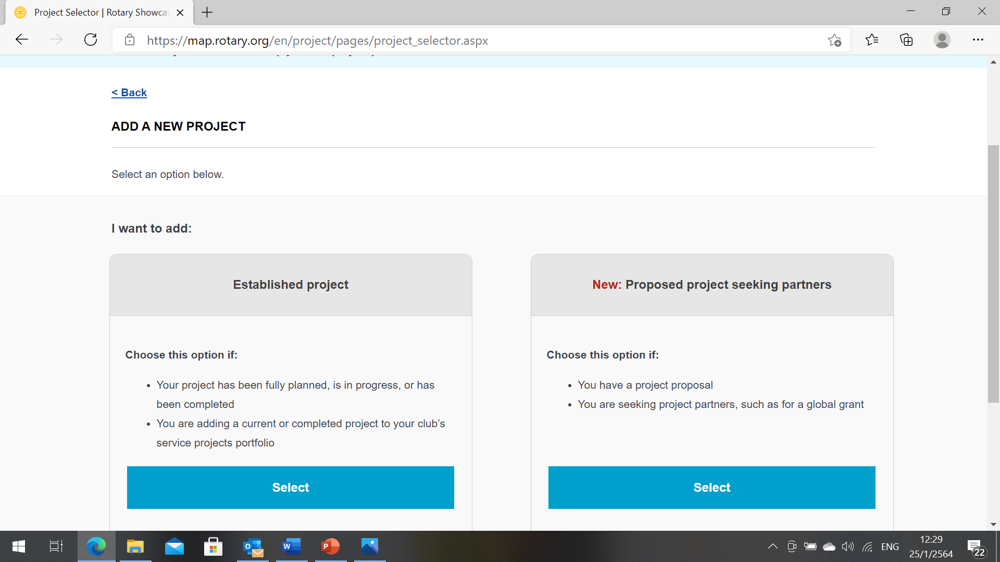 Project Selector | Rotary Showca
https://map.rotary.org/en/project/pages/project_selector.aspx
< Back
ADD A NEW PROJECT
Select an option below.
I want to add:
Established project
Choose this option if:
• Your project has been fully planned, is in progress, or has
been completed
• You are adding a current or completed project to your club’s
service projects portfolio
Select
New: Proposed project seeking partners
Choose this option if:
• You have a project proposal
• You are seeking project partners, such as for a global grant
Select
ENG
12:29
25/1/2564
22